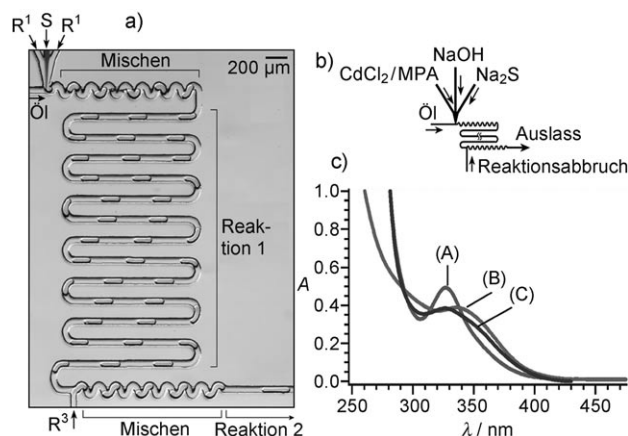 a)
R¹ S R¹
Mischen
200 µm
Öl
Reak-
tion 1
R³
Mischen Reaktion 2
b)
NaOH
CdCl₂/MPA
Na₂S
Öl
Auslass
Reaktionsabbruch
c)
1.0
0.8
0.6
0.4
0.2
0.0
A
(A)
(B)
(C)
250 300 350 400 450
λ / nm